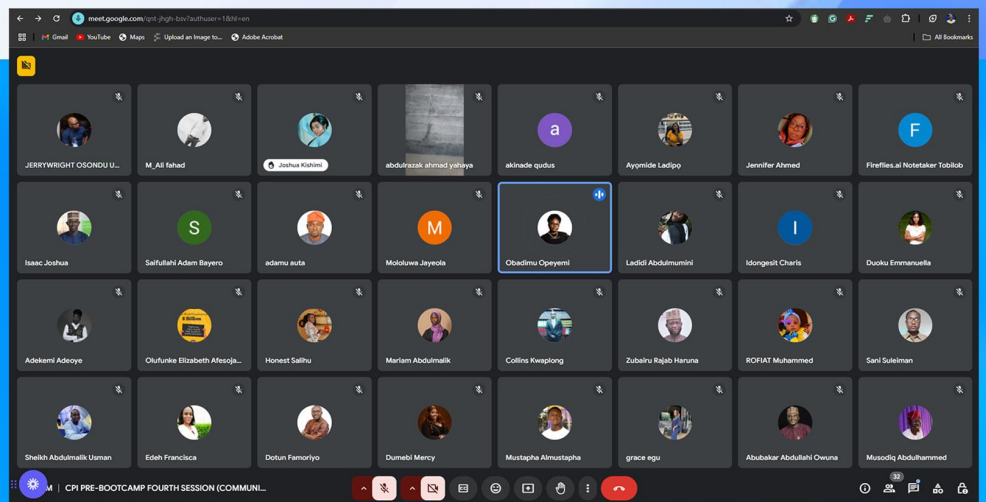 meet.google.com/qnt-jhgh-bsv?authuser=1&hl=en
Gmail YouTube Maps Upload an Image to... Adobe Acrobat All Bookmarks
JERRYWRIGHT OSONDU U... M_Ali fahad Joshua Kishimi abdulrazak ahmad yahaya akinade qudus Ayọmide Ladipọ Jennifer Ahmed Fireflies.ai Notetaker Tobilob
a F
S M I
Isaac Joshua Saifullahi Adam Bayero adamu auta Mololuwa Jayeola Obadimu Opeyemi Ladidi Abdulmumini Idongesit Charis Duoku Emmanuella
Adekemi Adeoye Olufunke Elizabeth Afesoja... Honest Salihu Mariam Abdulmalik Collins Kwaplong Zubairu Rajab Haruna ROFIAT Muhammed Sani Suleiman
Sheikh Abdulmalik Usman Edeh Francisca Dotun Famoriyo Dumebi Mercy Mustapha Almustapha grace egu Abubakar Abdullahi Owuna Musodiq Abdulhammed
M | CPI PRE-BOOTCAMP FOURTH SESSION (COMMUNI...
33